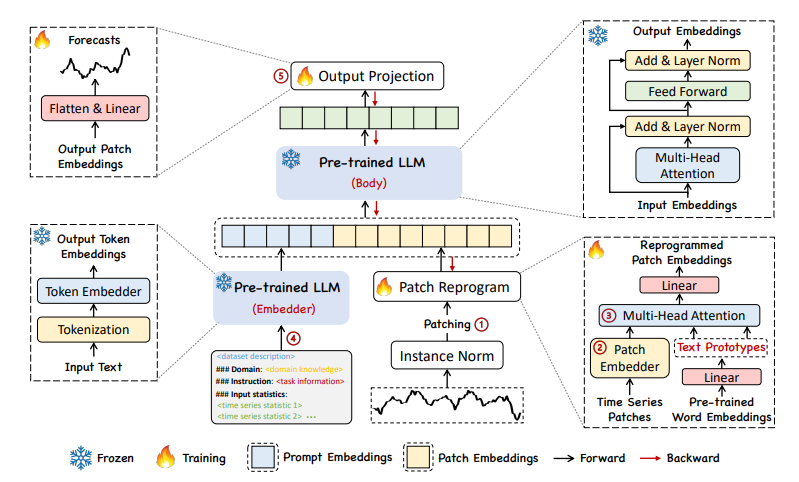 Forecasts
Flatten & Linear
Output Patch
Embeddings
⑤ Output Projection
Pre-trained LLM
(Body)
Output Embeddings
Add & Layer Norm
Feed Forward
Add & Layer Norm
Multi-Head
Attention
Input Embeddings
Output Token
Embeddings
Token Embedder
Tokenization
Input Text
Pre-trained LLM
(Embedder)
④
<dataset description>
### Domain: <domain knowledge>
### Instruction: <task information>
### Input statistics:
<time series statistic 1>
<time series statistic 2> ...
Patch Reprogram
Patching ①
Instance Norm
Reprogrammed
Patch Embeddings
Linear
③ Multi-Head Attention
② Patch
Embedder
Text Prototypes
Linear
Time Series
Patches
Pre-trained
Word Embeddings
Frozen
Training
Prompt Embeddings
Patch Embeddings
Forward
Backward